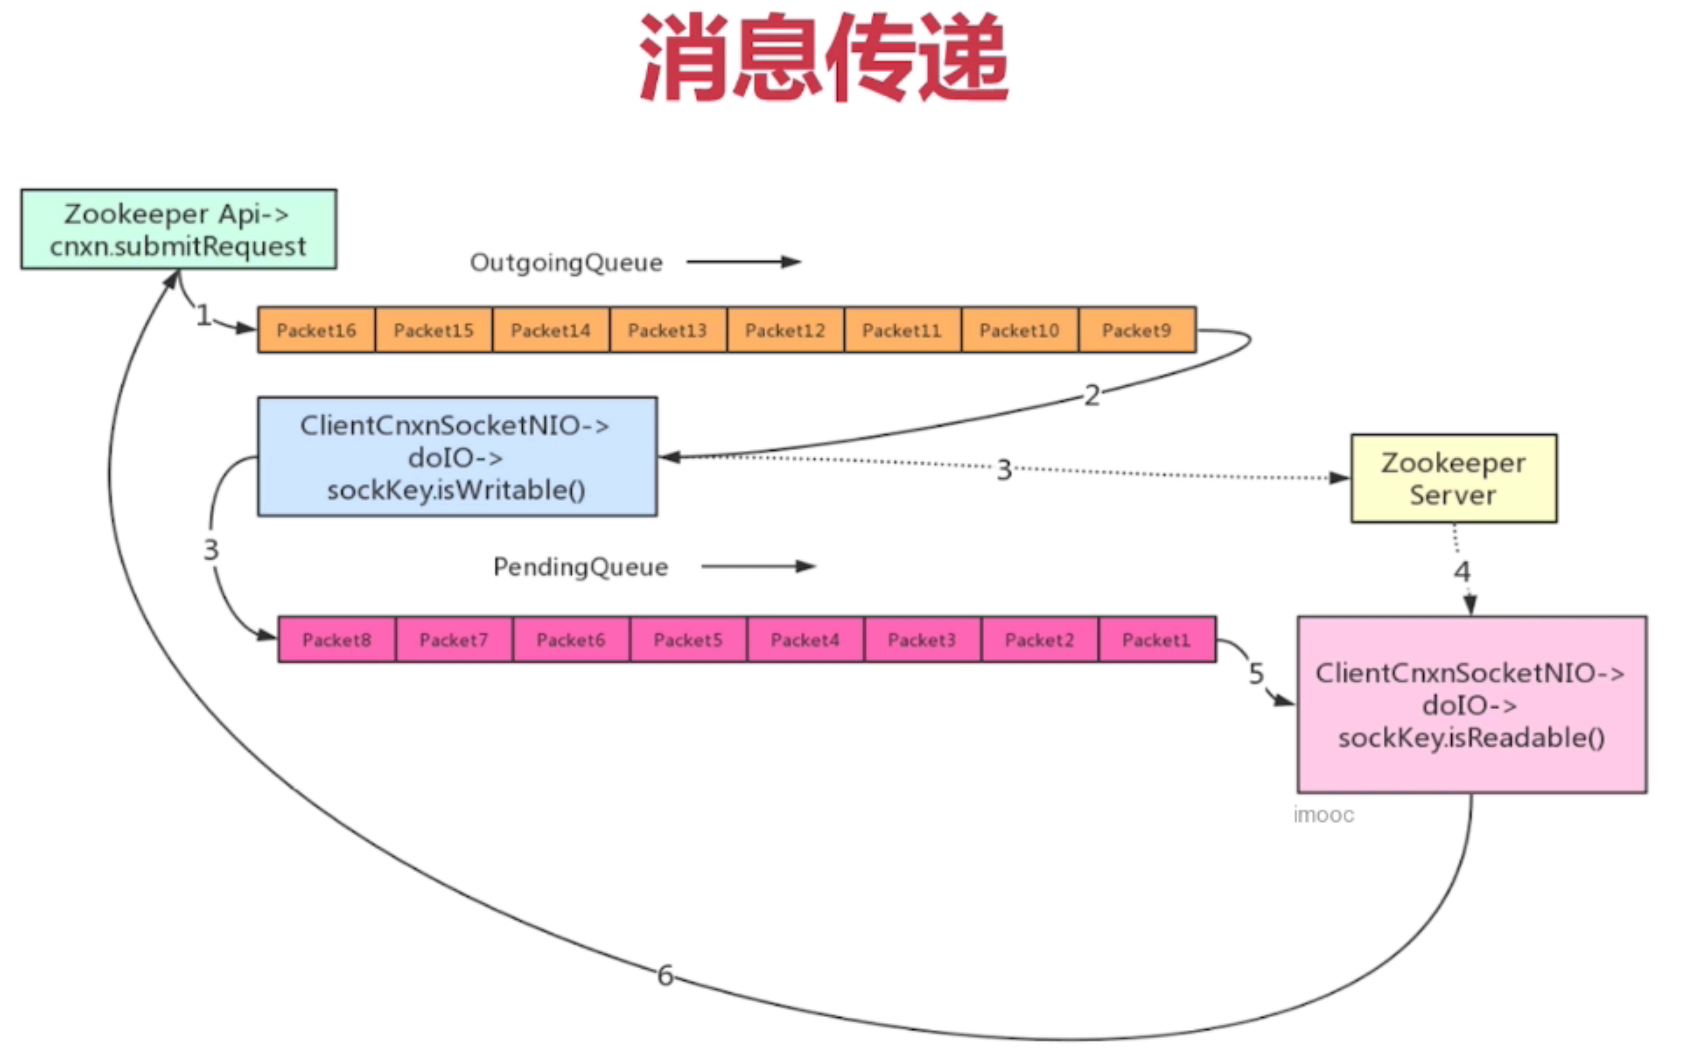 消息传递
Zookeeper Api->
cnxn.submitRequest
OutgoingQueue
1
Packet16 Packet15 Packet14 Packet13 Packet12 Packet11 Packet10 Packet9
2
ClientCnxnSocketNIO->
doIO->
sockKey.isWritable()
3
Zookeeper
Server
3
PendingQueue
4
Packet8 Packet7 Packet6 Packet5 Packet4 Packet3 Packet2 Packet1
5
ClientCnxnSocketNIO->
doIO->
sockKey.isReadable()
imooc
6